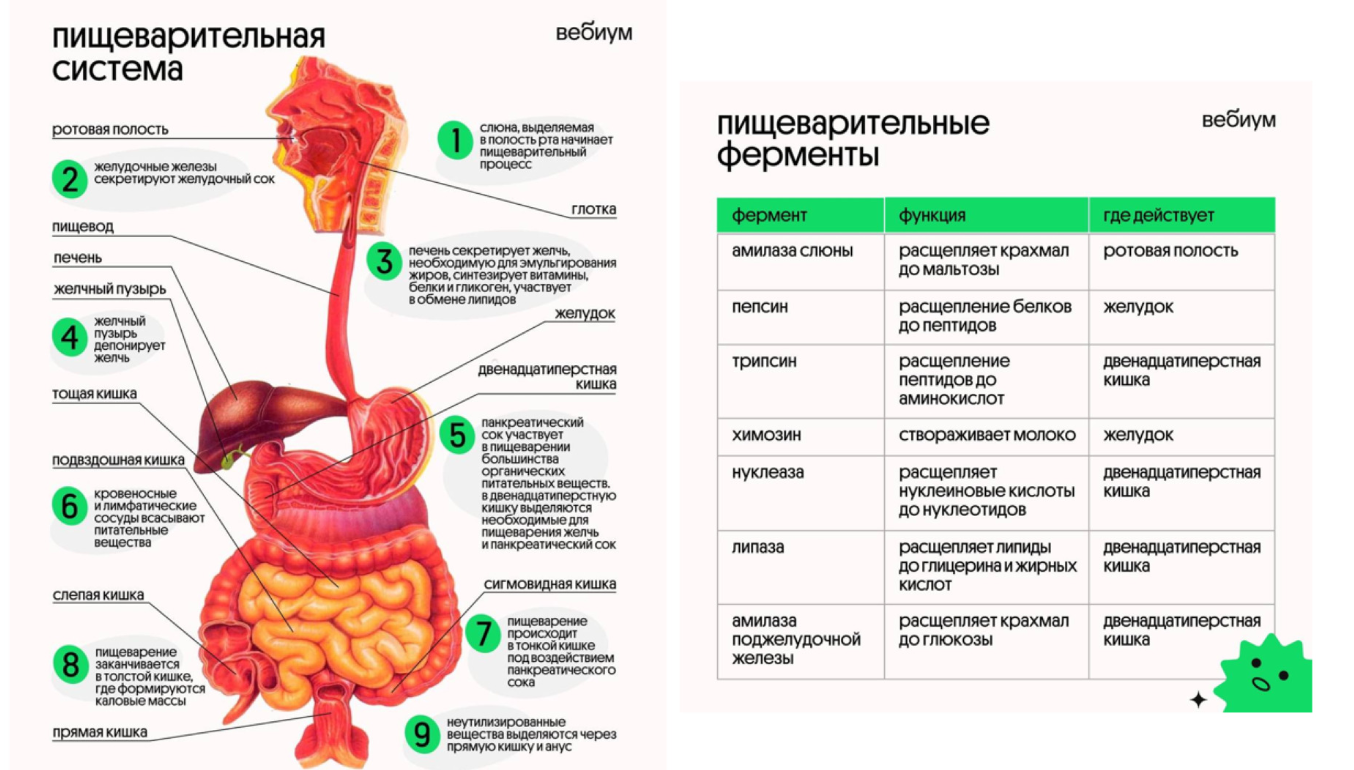 пищеварительная
система
вебиум
ротовая полость
1
слюна, выделяемая
в полость рта начинает
пищеварительный
процесс
2
желудочные железы
секретируют желудочный сок
глотка
пищевод
3
печень секретирует желчь,
необходимую для эмульгирования
жиров, синтезирует витамины,
белки и гликоген, участвует
в обмене липидов
печень
желчный пузырь
желудок
4
желчный
пузырь
депонирует
желчь
двенадцатиперстная
кишка
тощая кишка
5
панкреатический
сок участвует
в пищеварении
большинства
органических
питательных веществ.
в двенадцатиперстную
кишку выделяются
необходимые для
пищеварения желчь
и панкреатический сок
подвздошная кишка
6
кровеносные
и лимфатические
сосуды всасывают
питательные
вещества
сигмовидная кишка
слепая кишка
7
пищеварение
происходит
в тонкой кишке
под воздействием
панкреатического
сока
8
пищеварение
заканчивается
в толстой кишке,
где формируются
каловые массы
прямая кишка
9
неутилизированные
вещества выделяются через
прямую кишку и анус
пищеварительные
ферменты
вебиум
фермент функция где действует
амилаза слюны расщепляет крахмал ротовая полость
до мальтозы
пепсин расщепление белков желудок
до пептидов
трипсин расщепление двенадцатиперстная
пептидов до кишка
аминокислот
химозин створаживает молоко желудок
нуклеаза расщепляет двенадцатиперстная
нуклеиновые кислоты кишка
до нуклеотидов
липаза расщепляет липиды двенадцатиперстная
до глицерина и жирных кишка
кислот
амилаза расщепляет крахмал двенадцатиперстная
поджелудочной до глюкозы кишка
железы